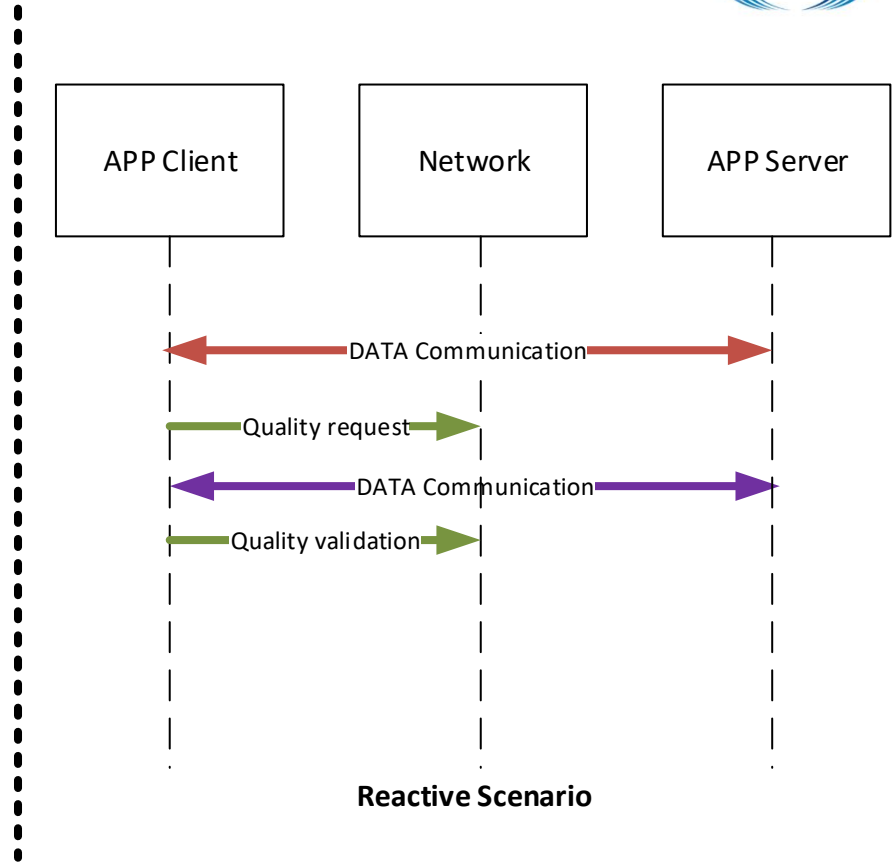 APP Client
Network
APP Server
DATA Communication
Quality request
DATA Communication
Quality validation
Reactive Scenario